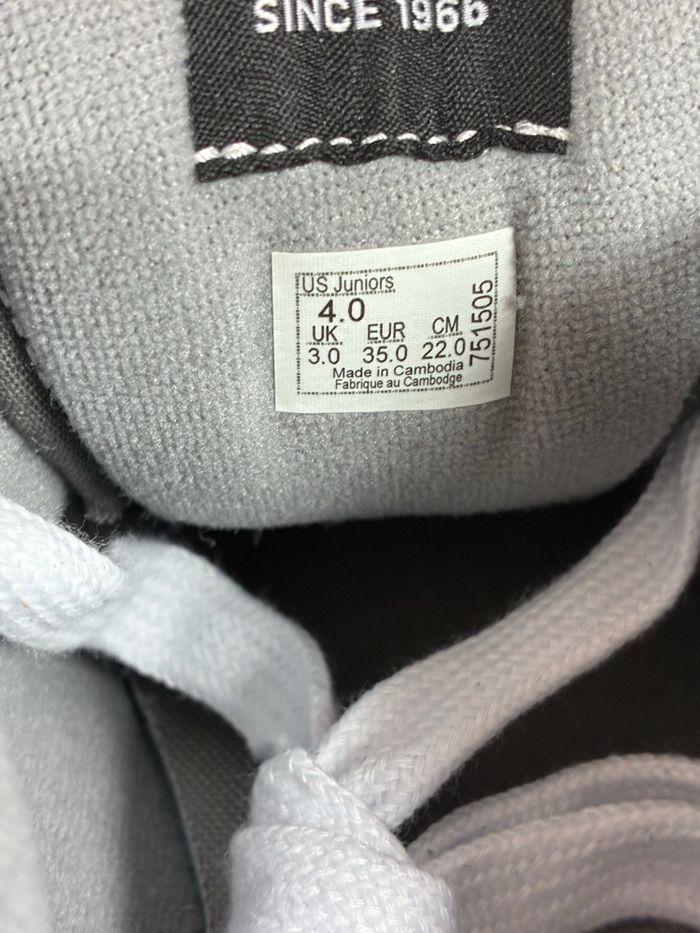 SINCE 1966
US Juniors
4.0
UK EUR CM
3.0 35.0 22.0
Made in Cambodia
Fabrique au Cambodge
751505